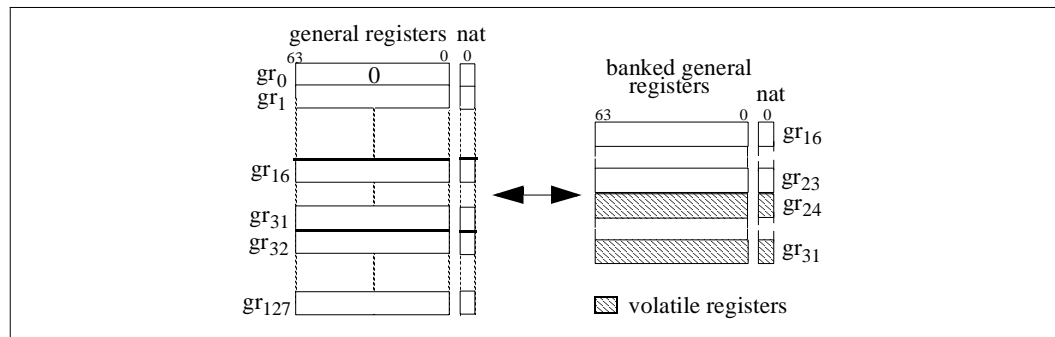 general registers nat
63 0 0
gr0 0
gr1
gr16
gr31
gr32
gr127
banked general
registers
nat
63 0 0
gr16
gr23
gr24
gr31
volatile registers